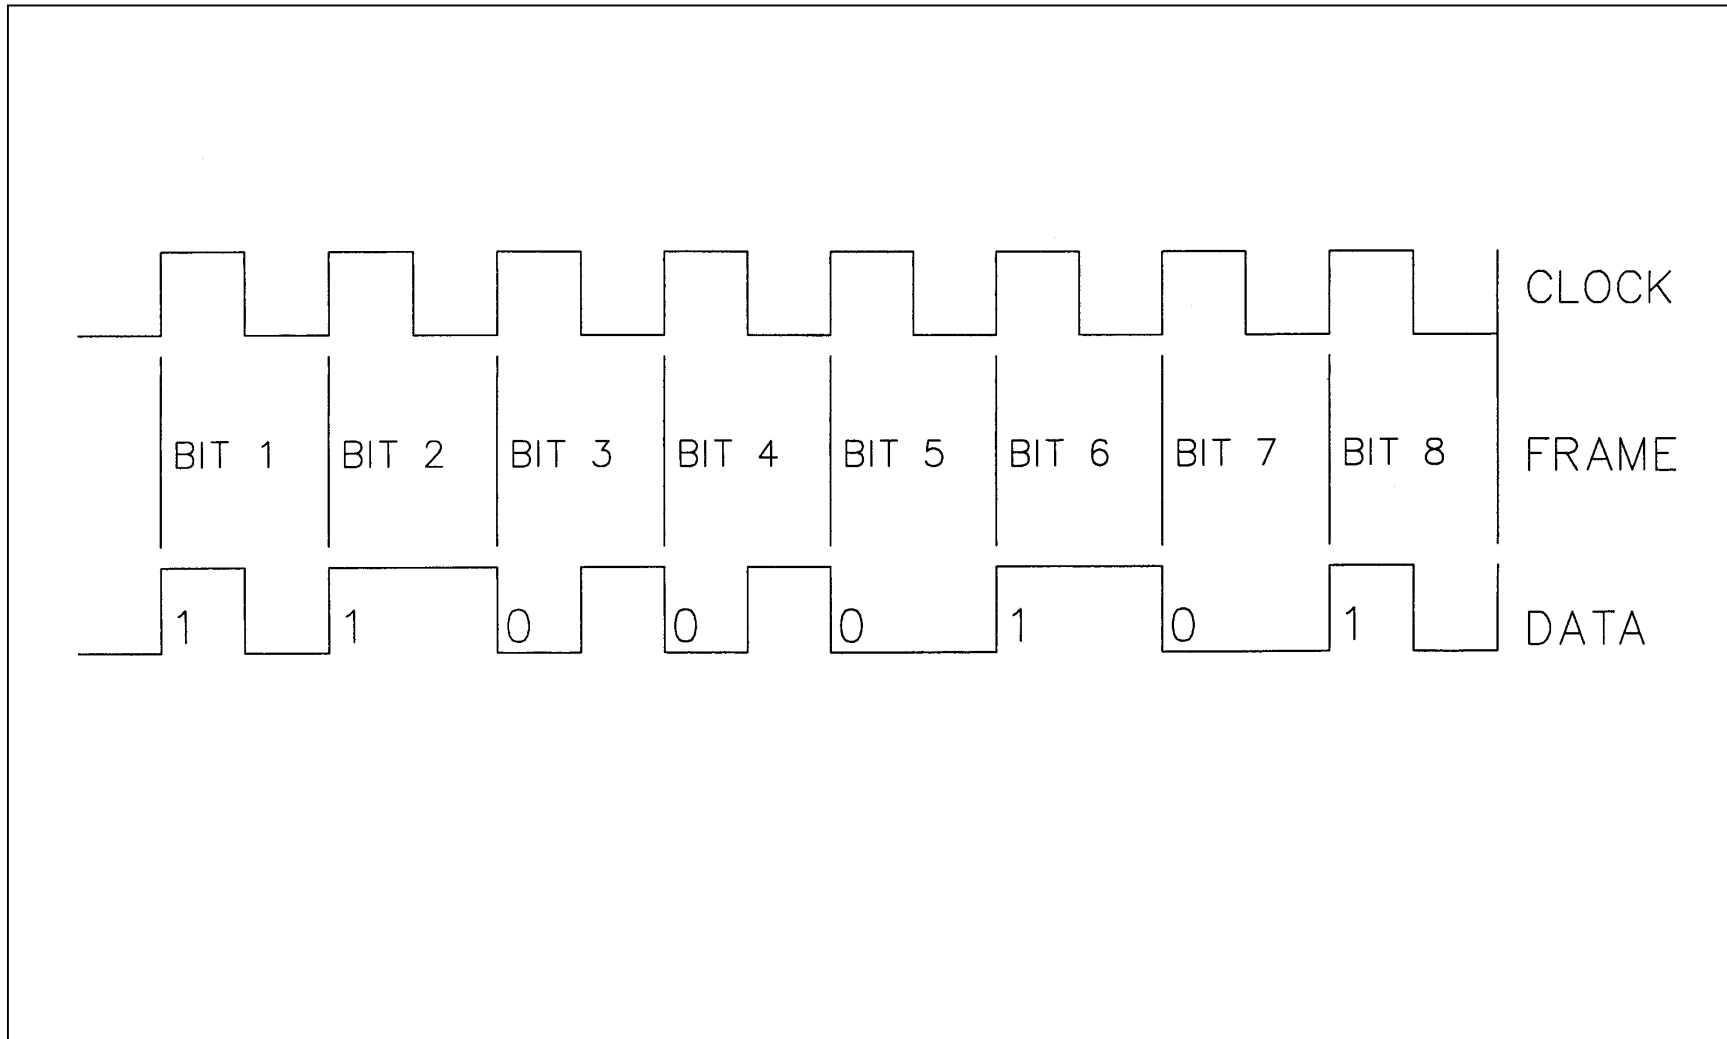 CLOCK
BIT 1 BIT 2 BIT 3 BIT 4 BIT 5 BIT 6 BIT 7 BIT 8 FRAME
1 1 0 0 0 1 0 1 DATA